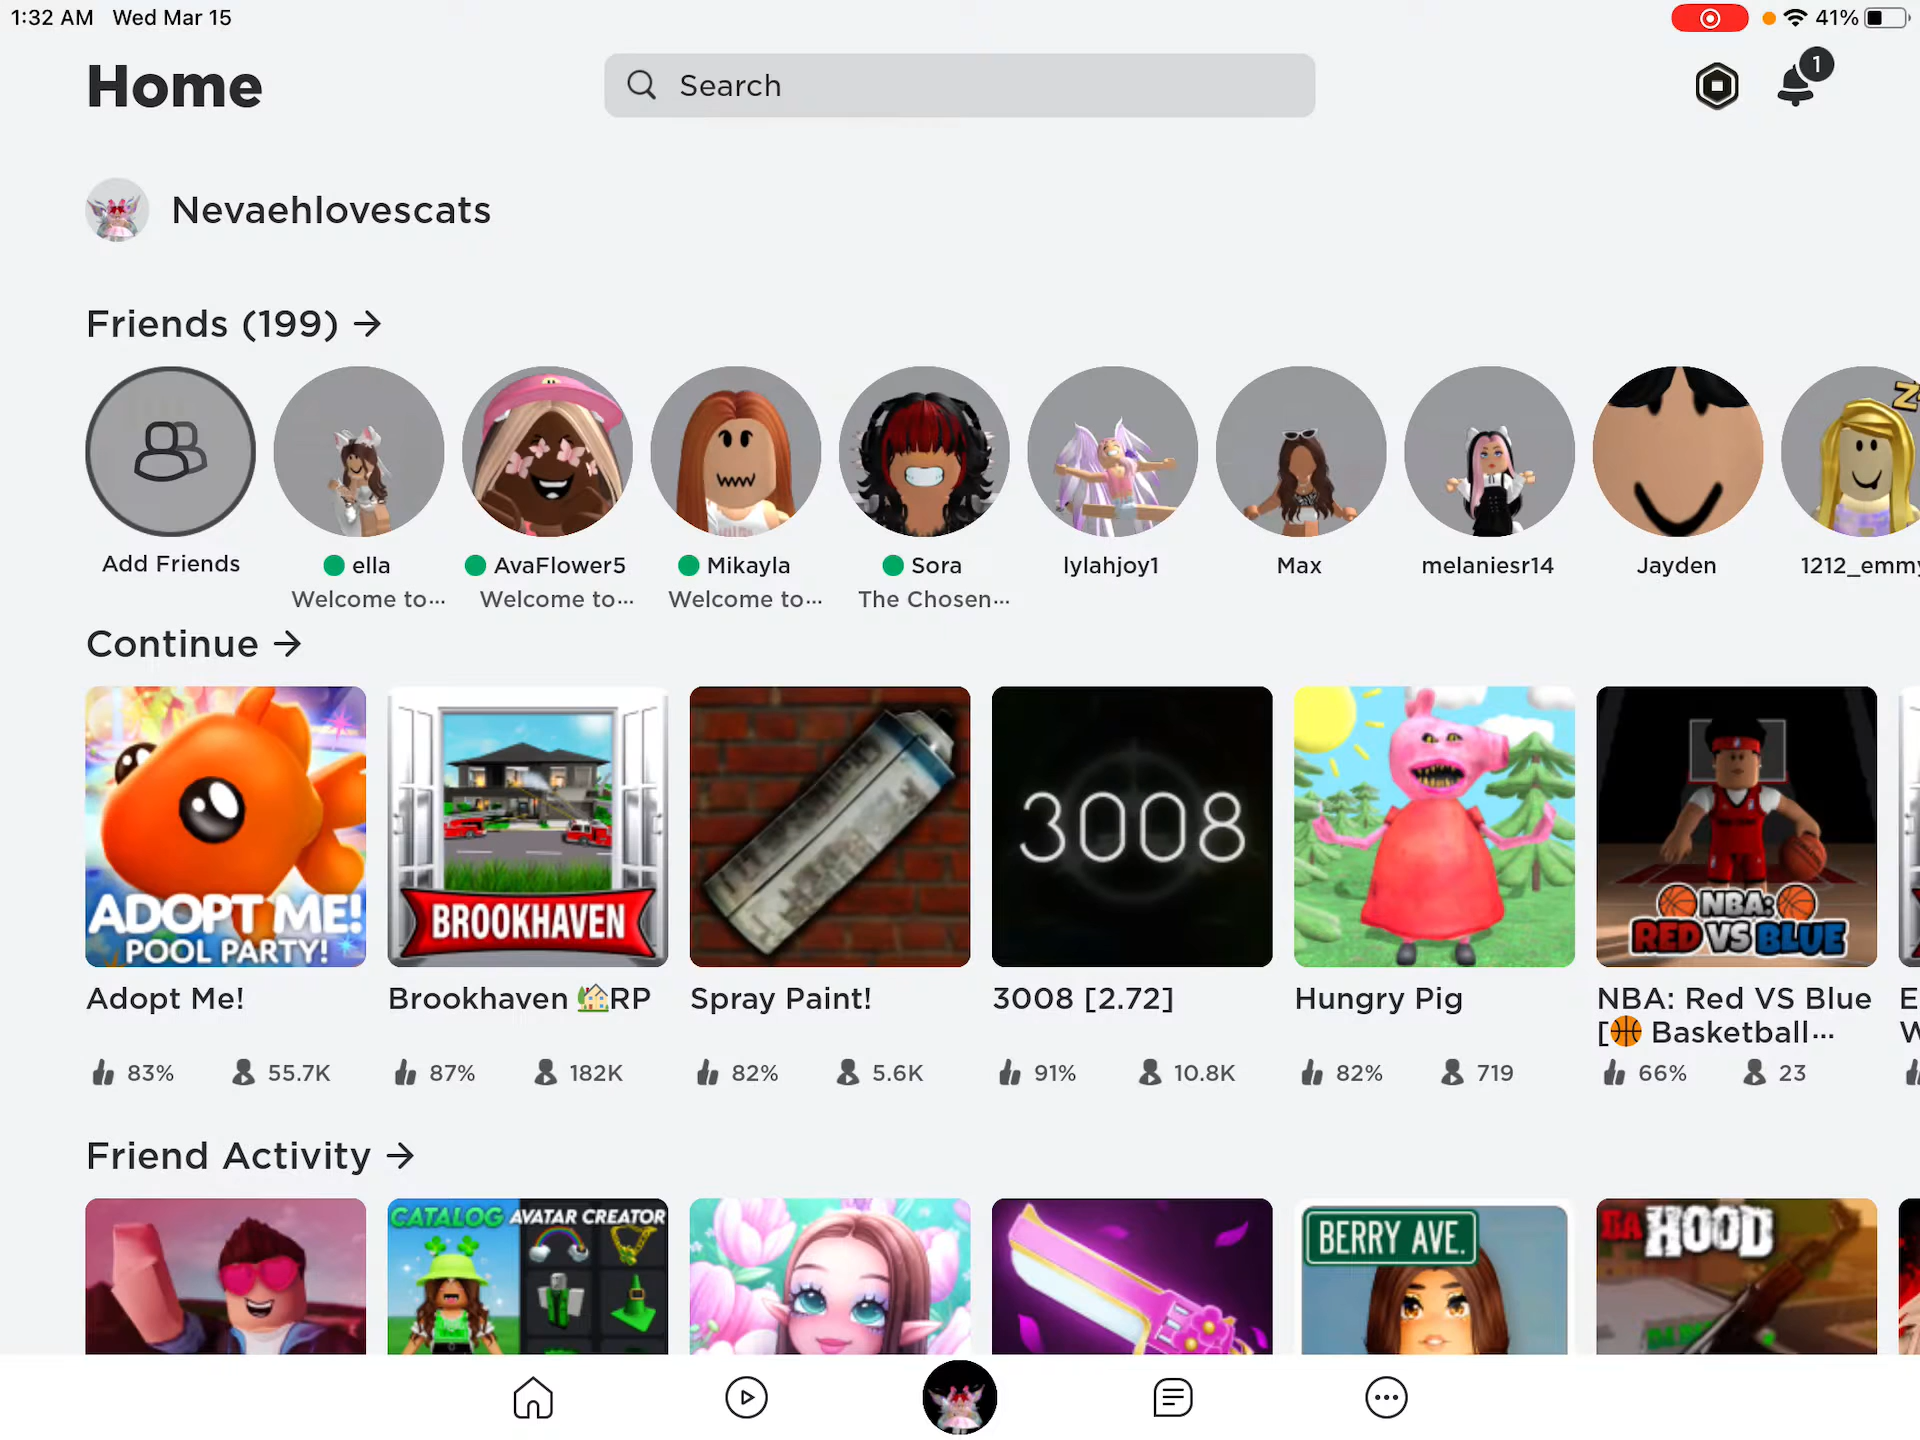 1:32 AM Wed Mar 15
41%
Home
Search
1
Nevaehlovescats
Friends (199) →
Add Friends
ella
AvaFlower5
Mikayla
Sora
lylahjoy1
Max
melaniesr14
Jayden
1212_emmy
Welcome to···
Welcome to···
Welcome to···
The Chosen···
Continue →
ADOPT ME!
POOL PARTY!
BROOKHAVEN
3008
NBA:
RED VS BLUE
Adopt Me!
Brookhaven 🏡RP
Spray Paint!
3008 [2.72]
Hungry Pig
NBA: Red VS Blue
[🏀 Basketball···
E
W
83% 55.7K
87% 182K
82% 5.6K
91% 10.8K
82% 719
66% 23
Friend Activity →
CATALOG AVATAR CREATOR
BERRY AVE.
DA HOOD